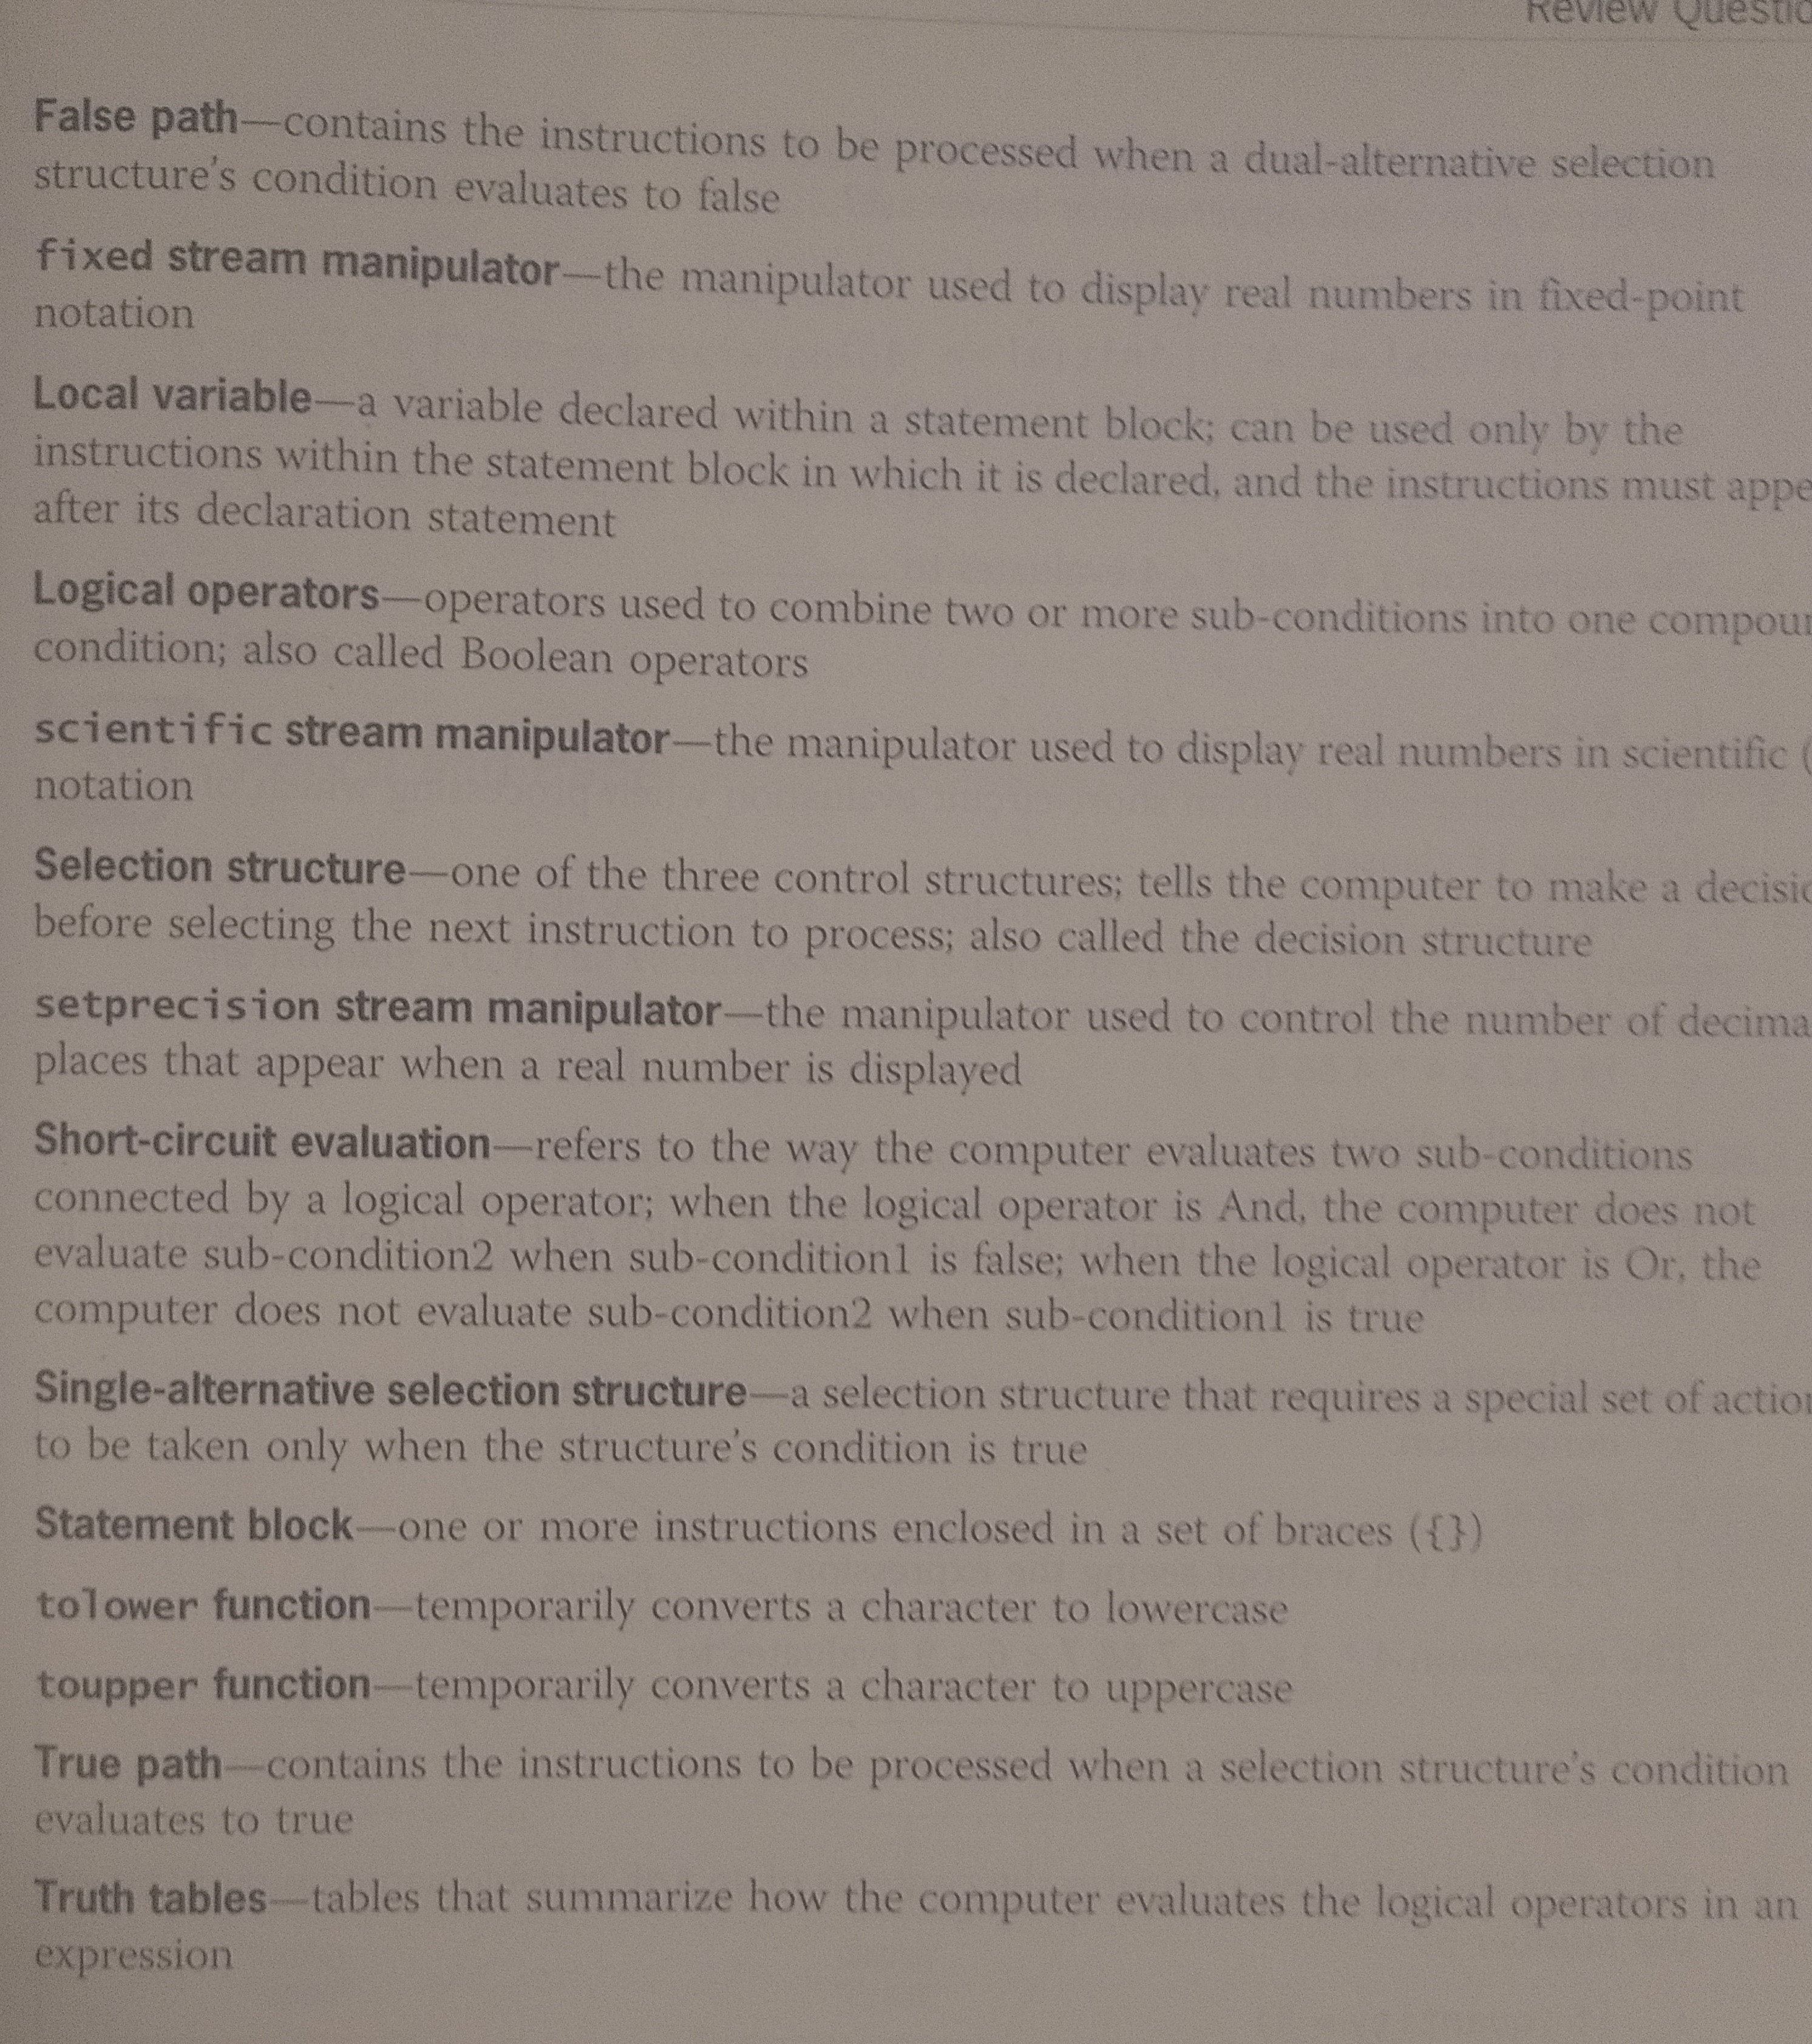 Review
False path—contains the instructions to be processed when a dual-alternative selection
structure's condition evaluates to false
fixed stream manipulator—the manipulator used to display real numbers in fixed-point
notation
Local variable—a variable declared within a statement block; can be used only by the
instructions within the statement block in which it is declared, and the instructions must
after its declaration statement
Logical operators—operators used to combine two or more sub-conditions into one
condition; also called Boolean operators
scientific stream manipulator—the manipulator used to display real numbers in scientific (
notation
Selection structure—one of the three control structures; tells the computer to make a
before selecting the next instruction to process; also called the decision structure
setprecision stream manipulator—the manipulator used to control the number of
places that appear when a real number is displayed
Short-circuit evaluation—refers to the way the computer evaluates two sub-conditions
connected by a logical operator; when the logical operator is And, the computer does not
evaluate sub-condition2 when sub-condition1 is false; when the logical operator is Or, the
computer does not evaluate sub-condition2 when sub-condition1 is true
Single-alternative selection structure—a selection structure that requires a special set of
to be taken only when the structure's condition is true
Statement block—one or more instructions enclosed in a set of braces ({})
tolower function—temporarily converts a character to lowercase
toupper function—temporarily converts a character to uppercase
True path—contains the instructions to be processed when a selection structure's condition
evaluates to true
Truth tables—tables that summarize how the computer evaluates the logical operators in an
expression